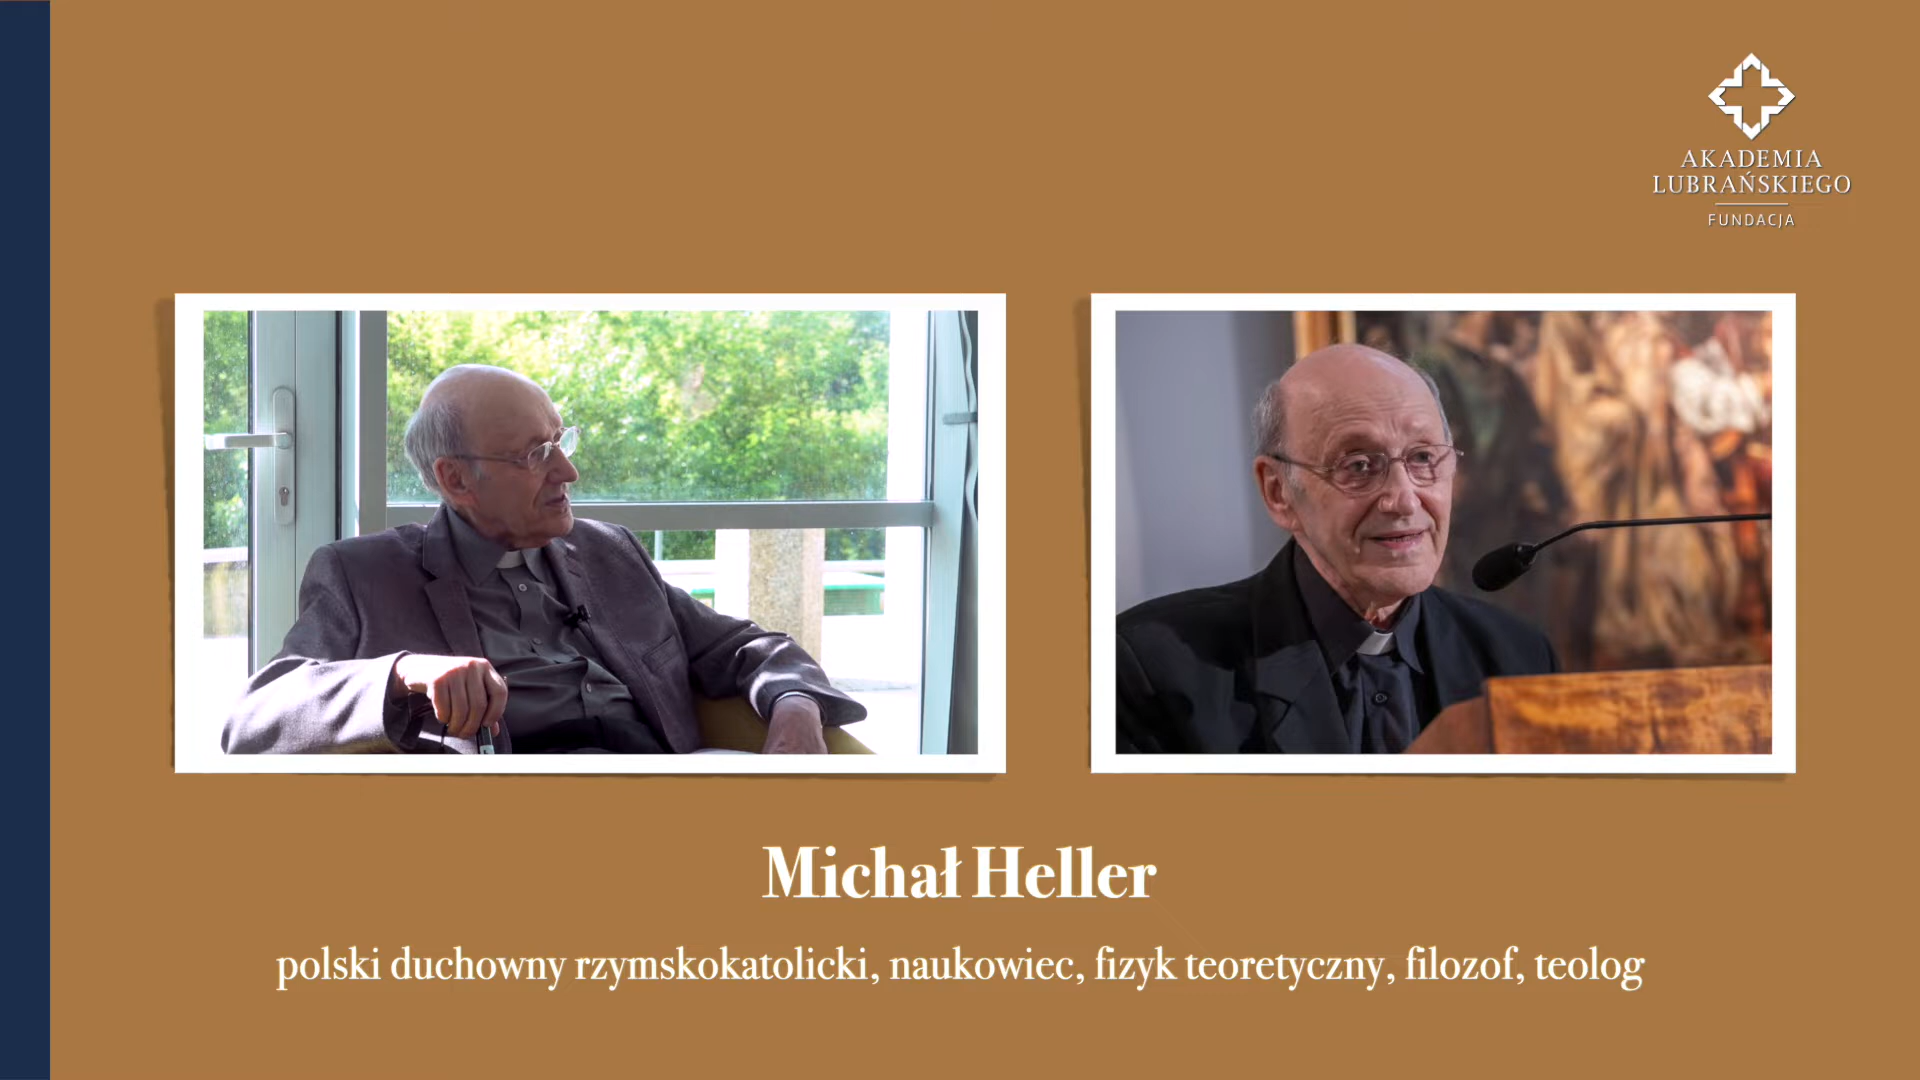 AKADEMIA
LUBRAŃSKIEGO
FUNDACJA
Michał Heller
polski duchowny rzymskokatolicki, naukowiec, fizyk teoretyczny, filozof, teolog